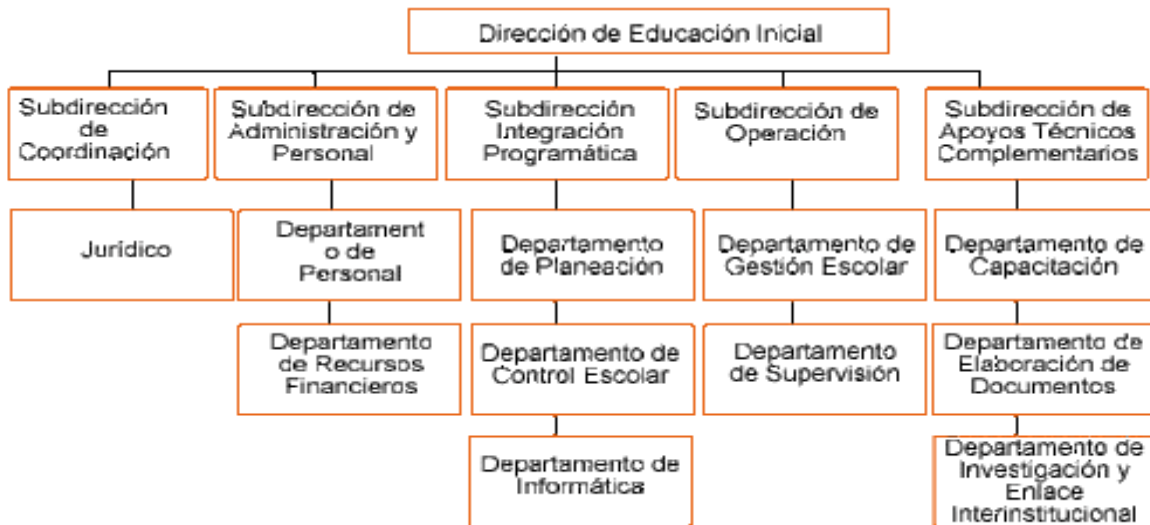 Dirección de Educación Inicial
Subdirección
de
Coordinación
Subdirección de
Administración y
Personal
Subdirección
Integración
Programática
Subdirección de
Operación
Subdirección de
Apoyos Técnicos
Complementarios
Jurídico
Departament
o de
Personal
Departamento
de Planeación
Departamento de
Gestión Escolar
Departamento de
Capacitación
Departamento
de Recursos
Financieros
Departamento de
Control Escolar
Departamento
de Supervisión
Departamento de
Elaboración de
Documentos
Departamento de
Informática
Departamento de
Investigación y
Enlace
Interinstitucional